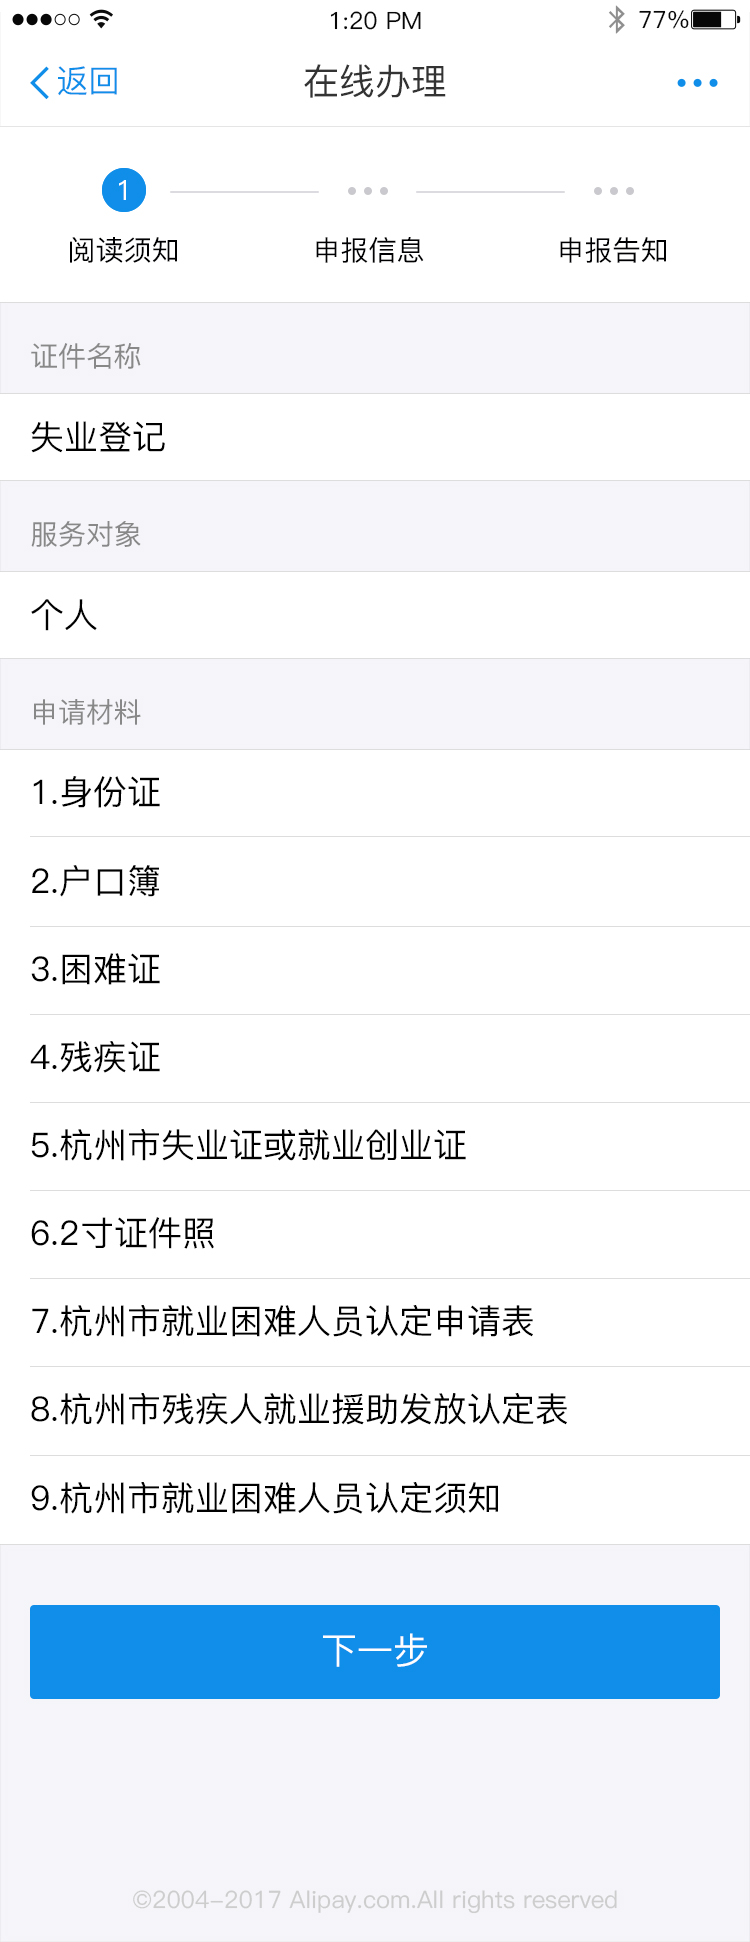 1:20 PM 77%
返回 在线办理
1
阅读须知 申报信息 申报告知
证件名称
失业登记
服务对象
个人
申请材料
1.身份证
2.户口簿
3.困难证
4.残疾证
5.杭州市失业证或就业创业证
6.2寸证件照
7.杭州市就业困难人员认定申请表
8.杭州市残疾人就业援助发放认定表
9.杭州市就业困难人员认定须知
下一步
©2004-2017 Alipay.com.All rights reserved